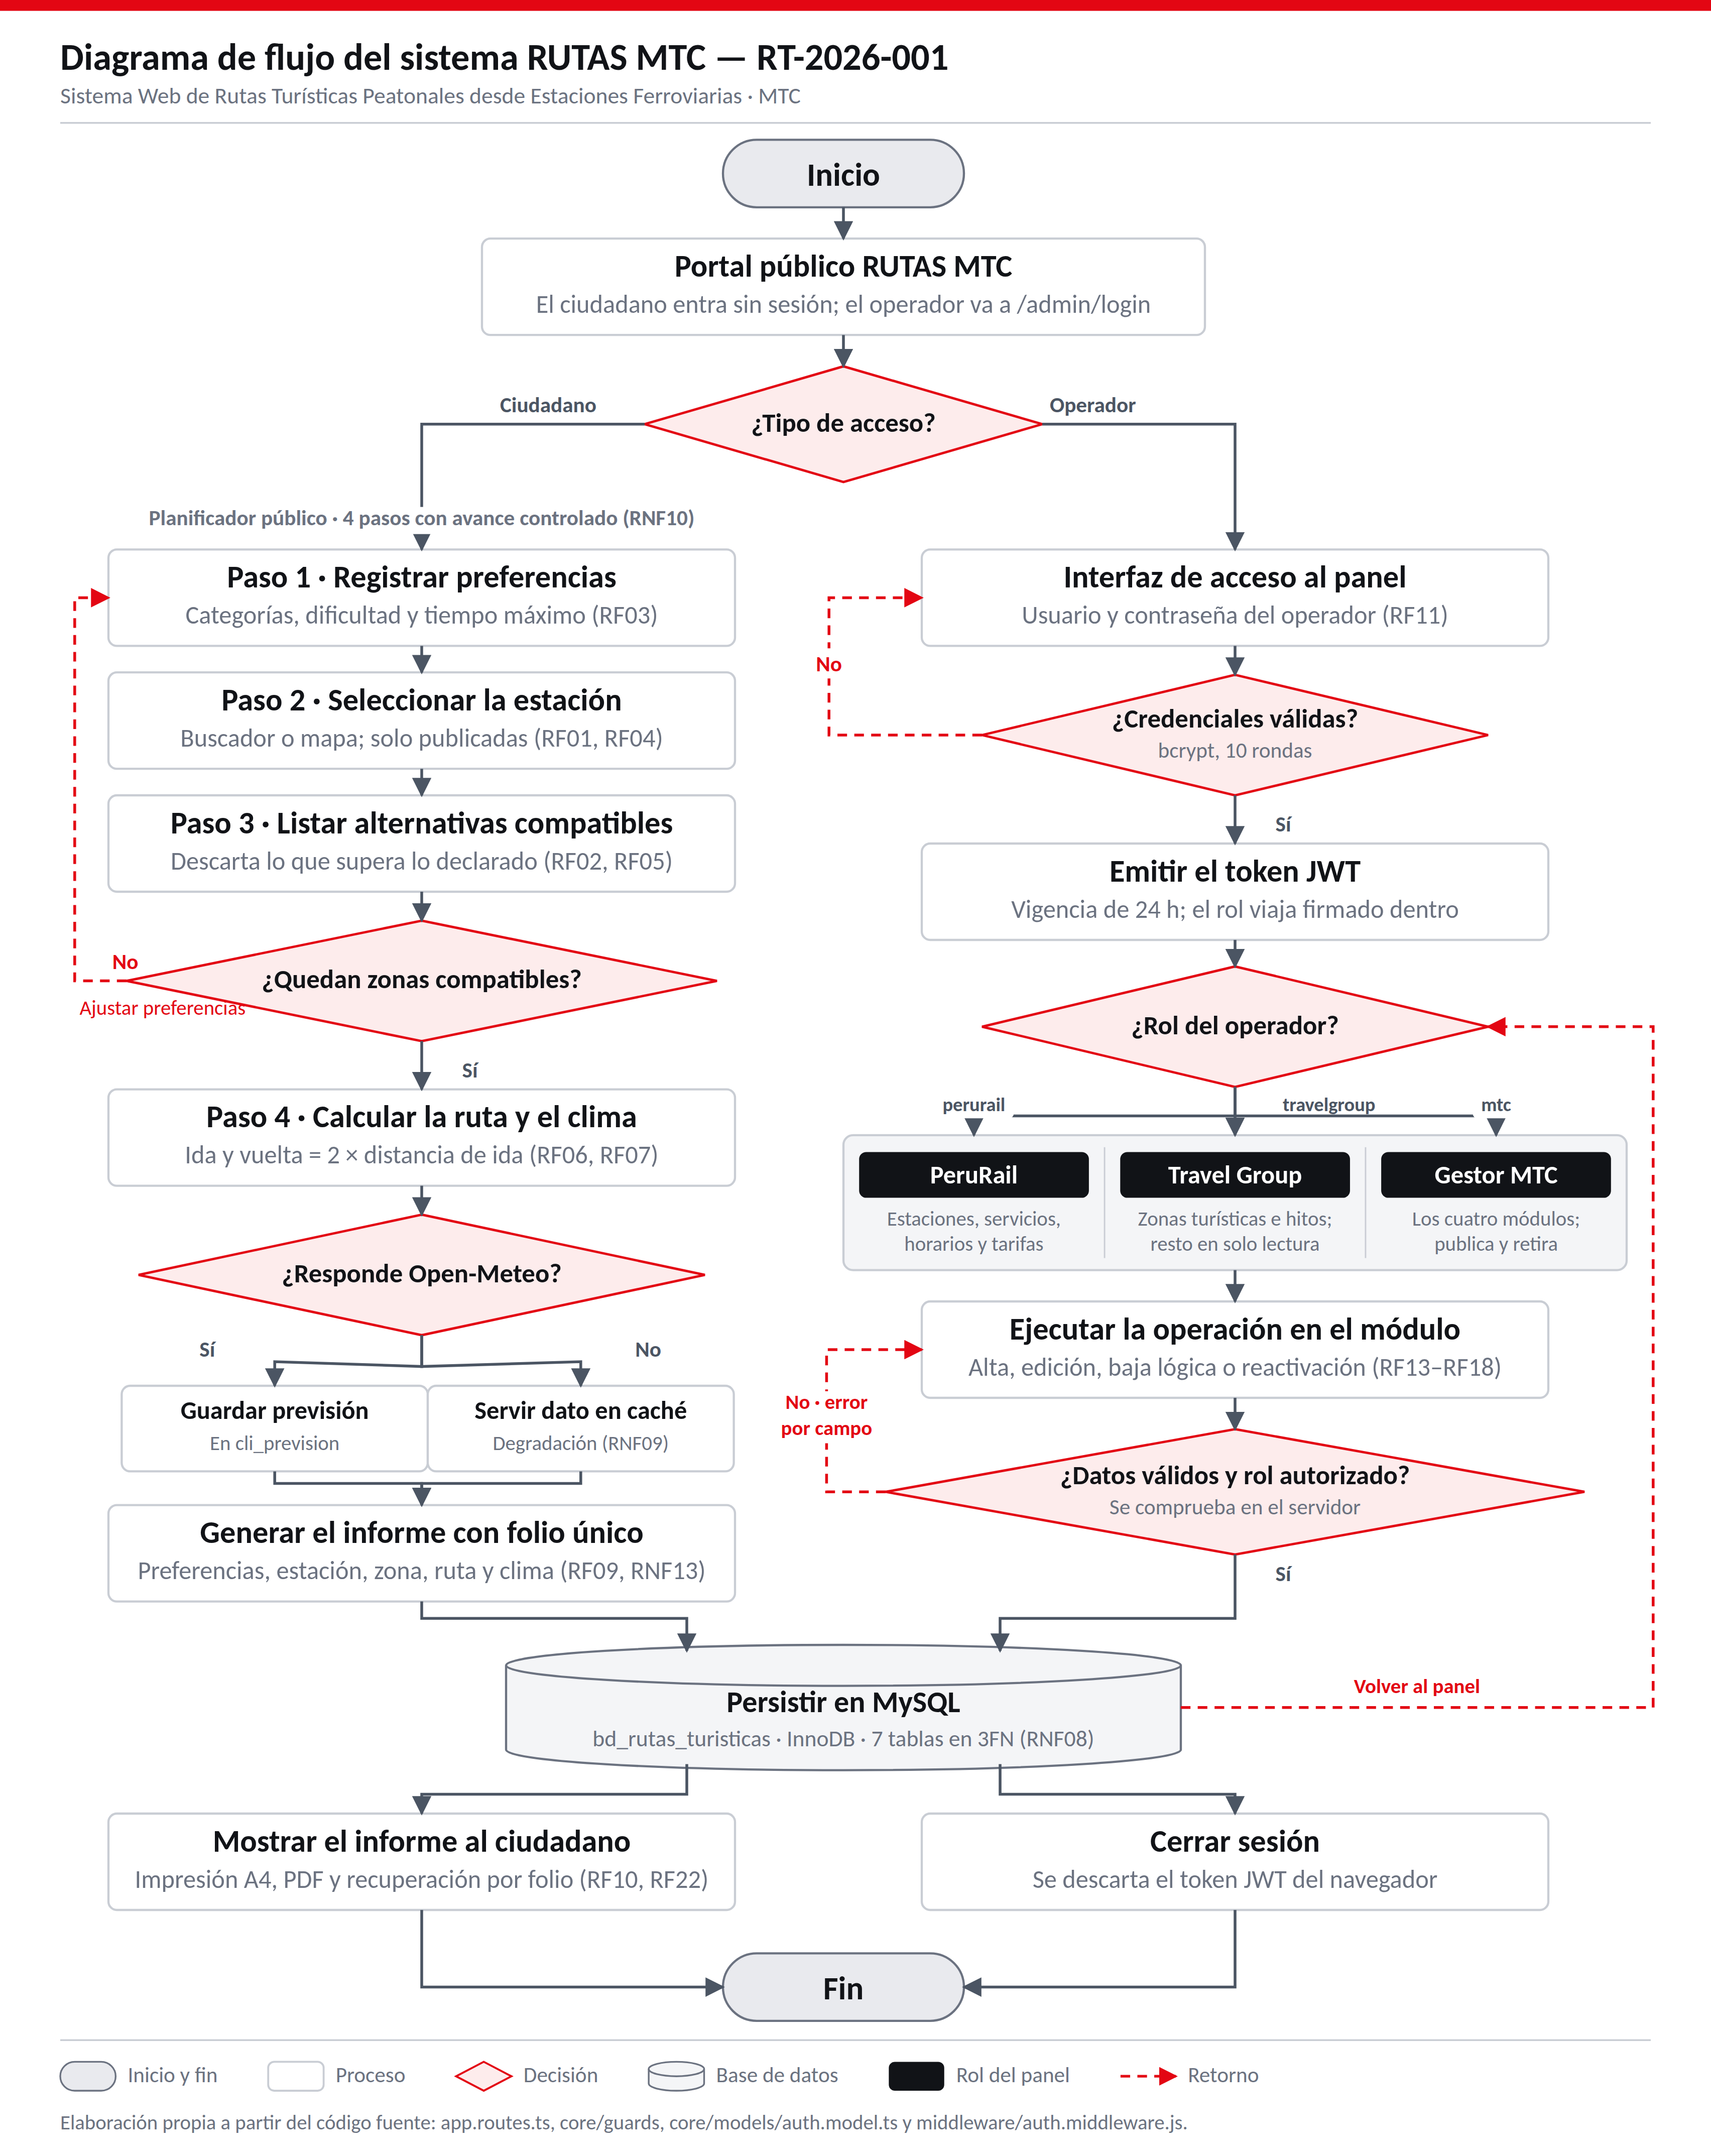 Diagrama de flujo del sistema RUTAS MTC — RT-2026-001
Sistema Web de Rutas Turísticas Peatonales desde Estaciones Ferroviarias · MTC
Inicio
Portal público RUTAS MTC
El ciudadano entra sin sesión; el operador va a /admin/login
¿Tipo de acceso?
Ciudadano
Operador
Planificador público · 4 pasos con avance controlado (RNF10)
Paso 1 · Registrar preferencias
Categorías, dificultad y tiempo máximo (RF03)
Paso 2 · Seleccionar la estación
Buscador o mapa; solo publicadas (RF01, RF04)
Paso 3 · Listar alternativas compatibles
Descarta lo que supera lo declarado (RF02, RF05)
¿Quedan zonas compatibles?
No
Ajustar preferencias
Sí
Paso 4 · Calcular la ruta y el clima
Ida y vuelta = 2 × distancia de ida (RF06, RF07)
¿Responde Open-Meteo?
Sí
No
Guardar previsión
En cli_prevision
Servir dato en caché
Degradación (RNF09)
Generar el informe con folio único
Preferencias, estación, zona, ruta y clima (RF09, RNF13)
Interfaz de acceso al panel
Usuario y contraseña del operador (RF11)
No
¿Credenciales válidas?
bcrypt, 10 rondas
Sí
Emitir el token JWT
Vigencia de 24 h; el rol viaja firmado dentro
¿Rol del operador?
perurail
travelgroup
mtc
PeruRail
Estaciones, servicios,
horarios y tarifas
Travel Group
Zonas turísticas e hitos;
resto en solo lectura
Gestor MTC
Los cuatro módulos;
publica y retira
Ejecutar la operación en el módulo
Alta, edición, baja lógica o reactivación (RF13–RF18)
No · error
por campo
¿Datos válidos y rol autorizado?
Se comprueba en el servidor
Sí
Persistir en MySQL
bd_rutas_turisticas · InnoDB · 7 tablas en 3FN (RNF08)
Volver al panel
Mostrar el informe al ciudadano
Impresión A4, PDF y recuperación por folio (RF10, RF22)
Cerrar sesión
Se descarta el token JWT del navegador
Fin
Inicio y fin
Proceso
Decisión
Base de datos
Rol del panel
Retorno
Elaboración propia a partir del código fuente: app.routes.ts, core/guards, core/models/auth.model.ts y middleware/auth.middleware.js.